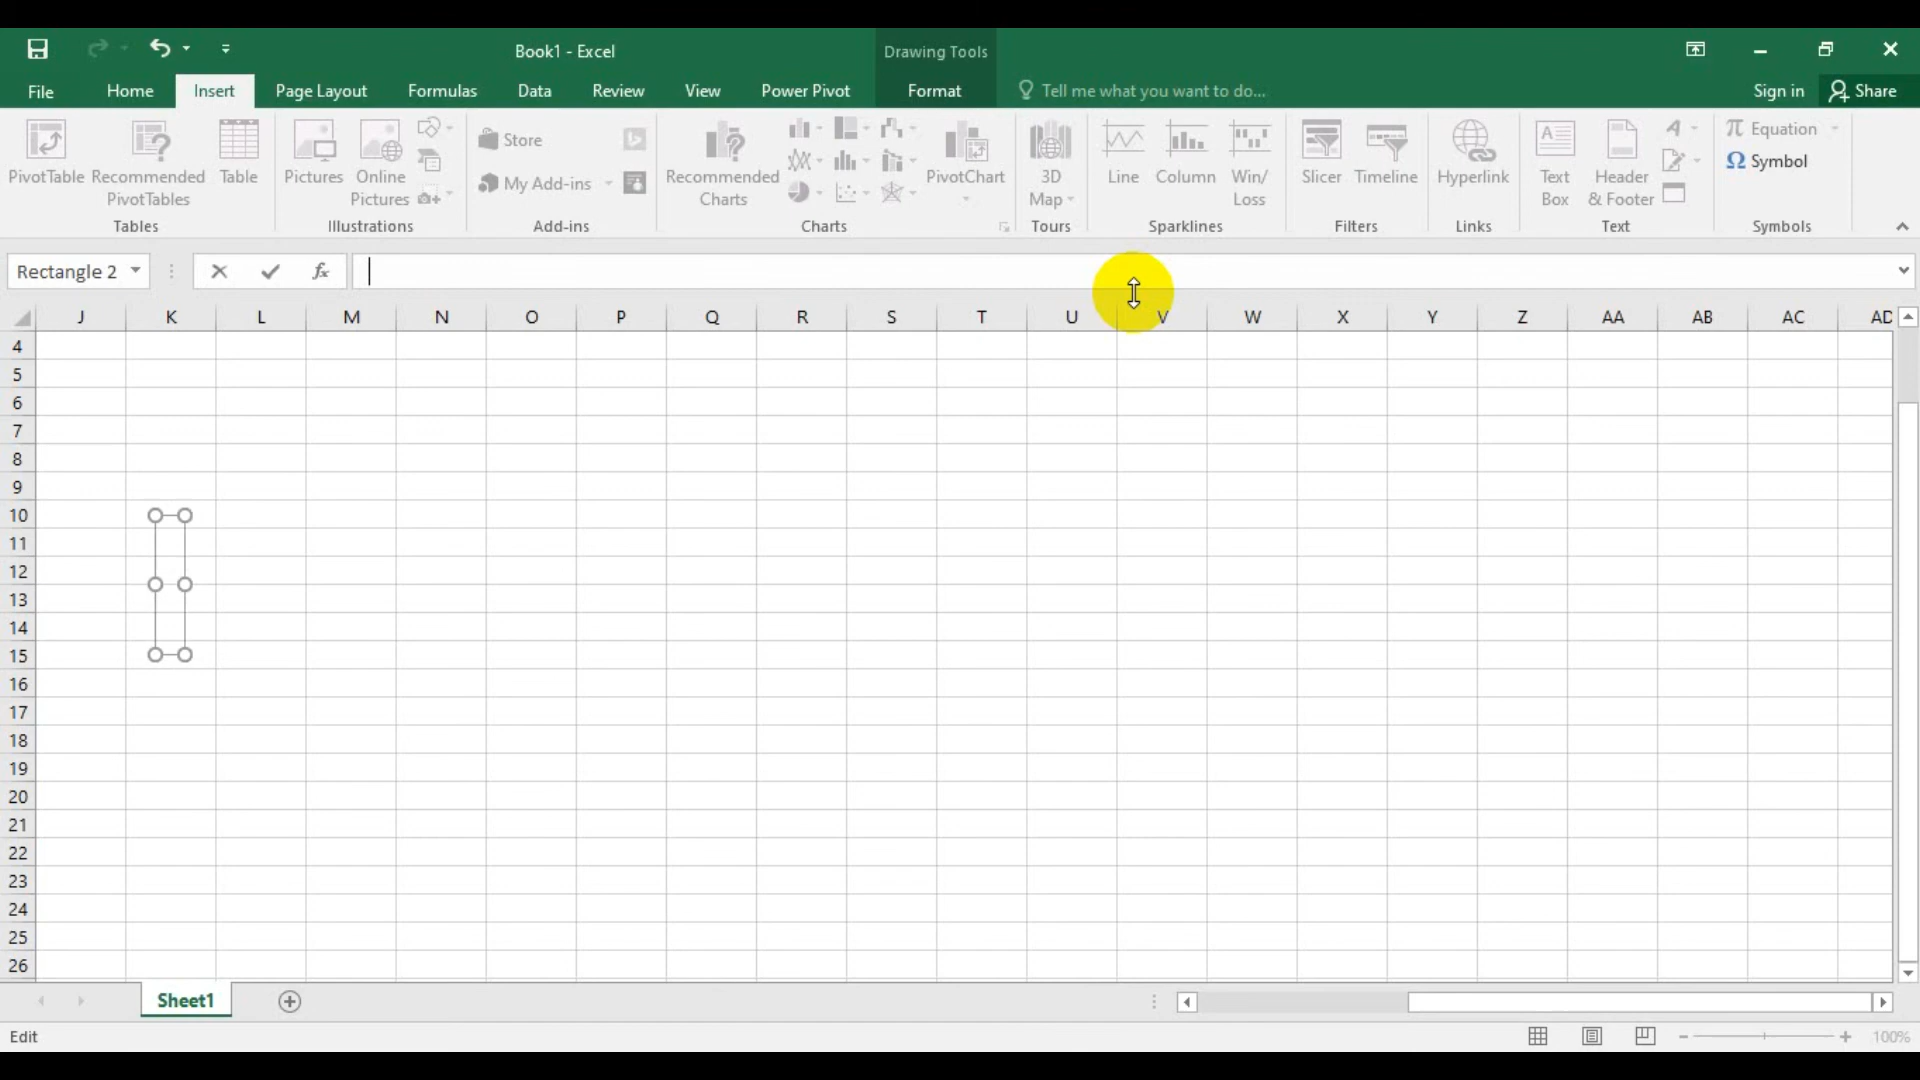 Book1 - Excel
Drawing Tools
File Home Insert Page Layout Formulas Data Review View Power Pivot Format Tell me what you want to do... Sign in Share
PivotTable Recommended PivotTables Table
Tables
Pictures Online Pictures
Illustrations
Store
My Add-ins
Add-ins
Recommended Charts
PivotChart
Charts
3D Map
Tours
Line Column Win/Loss
Sparklines
Slicer Timeline
Filters
Hyperlink
Links
Text Box Header & Footer
Text
π Equation
Ω Symbol
Symbols
Rectangle 2 fx
J K L M N O P Q R S T U V W X Y Z AA AB AC AD
4
5
6
7
8
9
10
11
12
13
14
15
16
17
18
19
20
21
22
23
24
25
26
Sheet1
Edit 100%